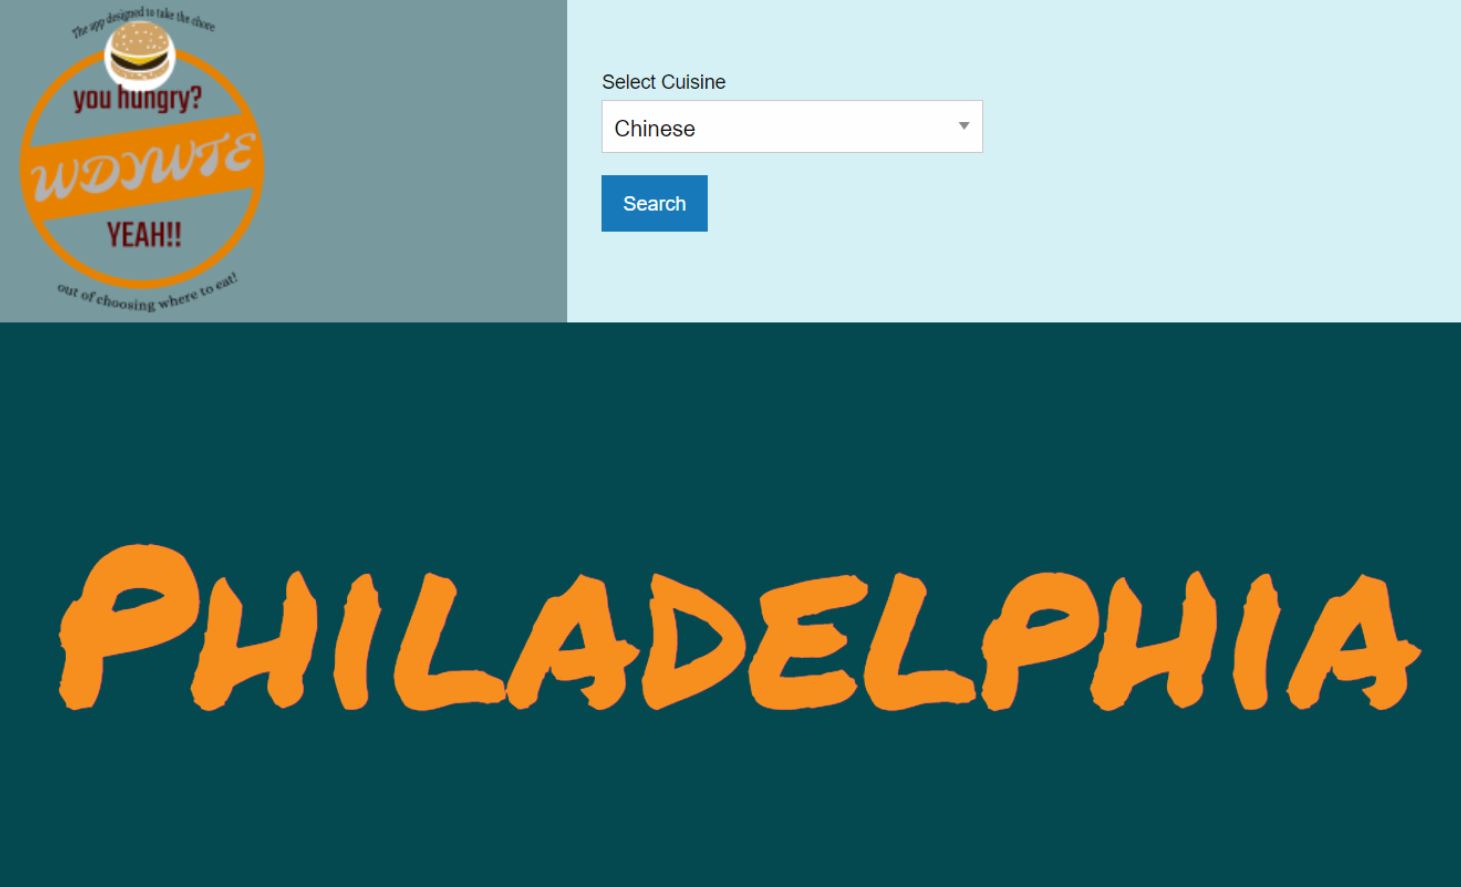 The app designed to take the chore
you hungry?
WDYWTE
YEAH!!
out of choosing where to eat!
Select Cuisine
Chinese
Search
PHILADELPHIA